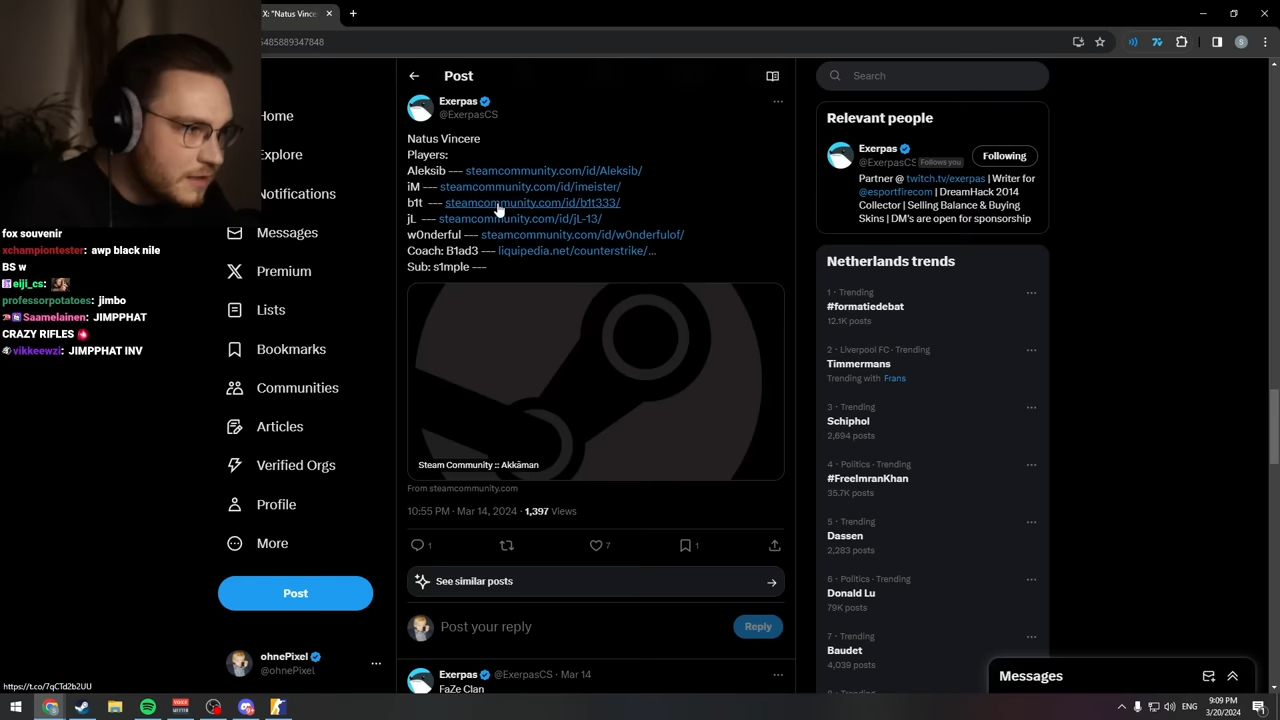 X: "Natus Vince
5485889347848
Home
Explore
Notifications
Messages
Premium
Lists
Bookmarks
Communities
Articles
Verified Orgs
Profile
More
Post
ohnePixel
@ohnePixel
fox souvenir
xchampiontester: awp black nile
BS w
eiji_cs:
professorpotatoes: jimbo
Saamelainen: JIMPPHAT
CRAZY RIFLES
vikkeewzi: JIMPPHAT INV
Post
Exerpas
@ExerpasCS
Natus Vincere
Players:
Aleksib --- steamcommunity.com/id/Aleksib/
iM --- steamcommunity.com/id/imeister/
b1t --- steamcommunity.com/id/b1t333/
jL --- steamcommunity.com/id/jL-13/
w0nderful --- steamcommunity.com/id/w0nderfulof/
Coach: B1ad3 --- liquipedia.net/counterstrike/...
Sub: s1mple ---
Steam Community :: Akkãman
From steamcommunity.com
10:55 PM · Mar 14, 2024 · 1,397 Views
1
7
1
See similar posts
Post your reply
Reply
Exerpas @ExerpasCS · Mar 14
FaZe Clan
Search
Relevant people
Exerpas
@ExerpasCS Follows you
Following
Partner @ twitch.tv/exerpas | Writer for
@esportfirecom | DreamHack 2014
Collector | Selling Balance & Buying
Skins | DM's are open for sponsorship
Netherlands trends
1 · Trending
#formatiedebat
12.1K posts
2 · Liverpool FC · Trending
Timmermans
Trending with Frans
3 · Trending
Schiphol
2,694 posts
4 · Politics · Trending
#FreeImranKhan
35.7K posts
5 · Trending
Dassen
2,283 posts
6 · Politics · Trending
Donald Lu
79K posts
7 · Trending
Baudet
4,039 posts
Messages
https://t.co/7qCTd2b2UU
ENG
9:09 PM
3/20/2024